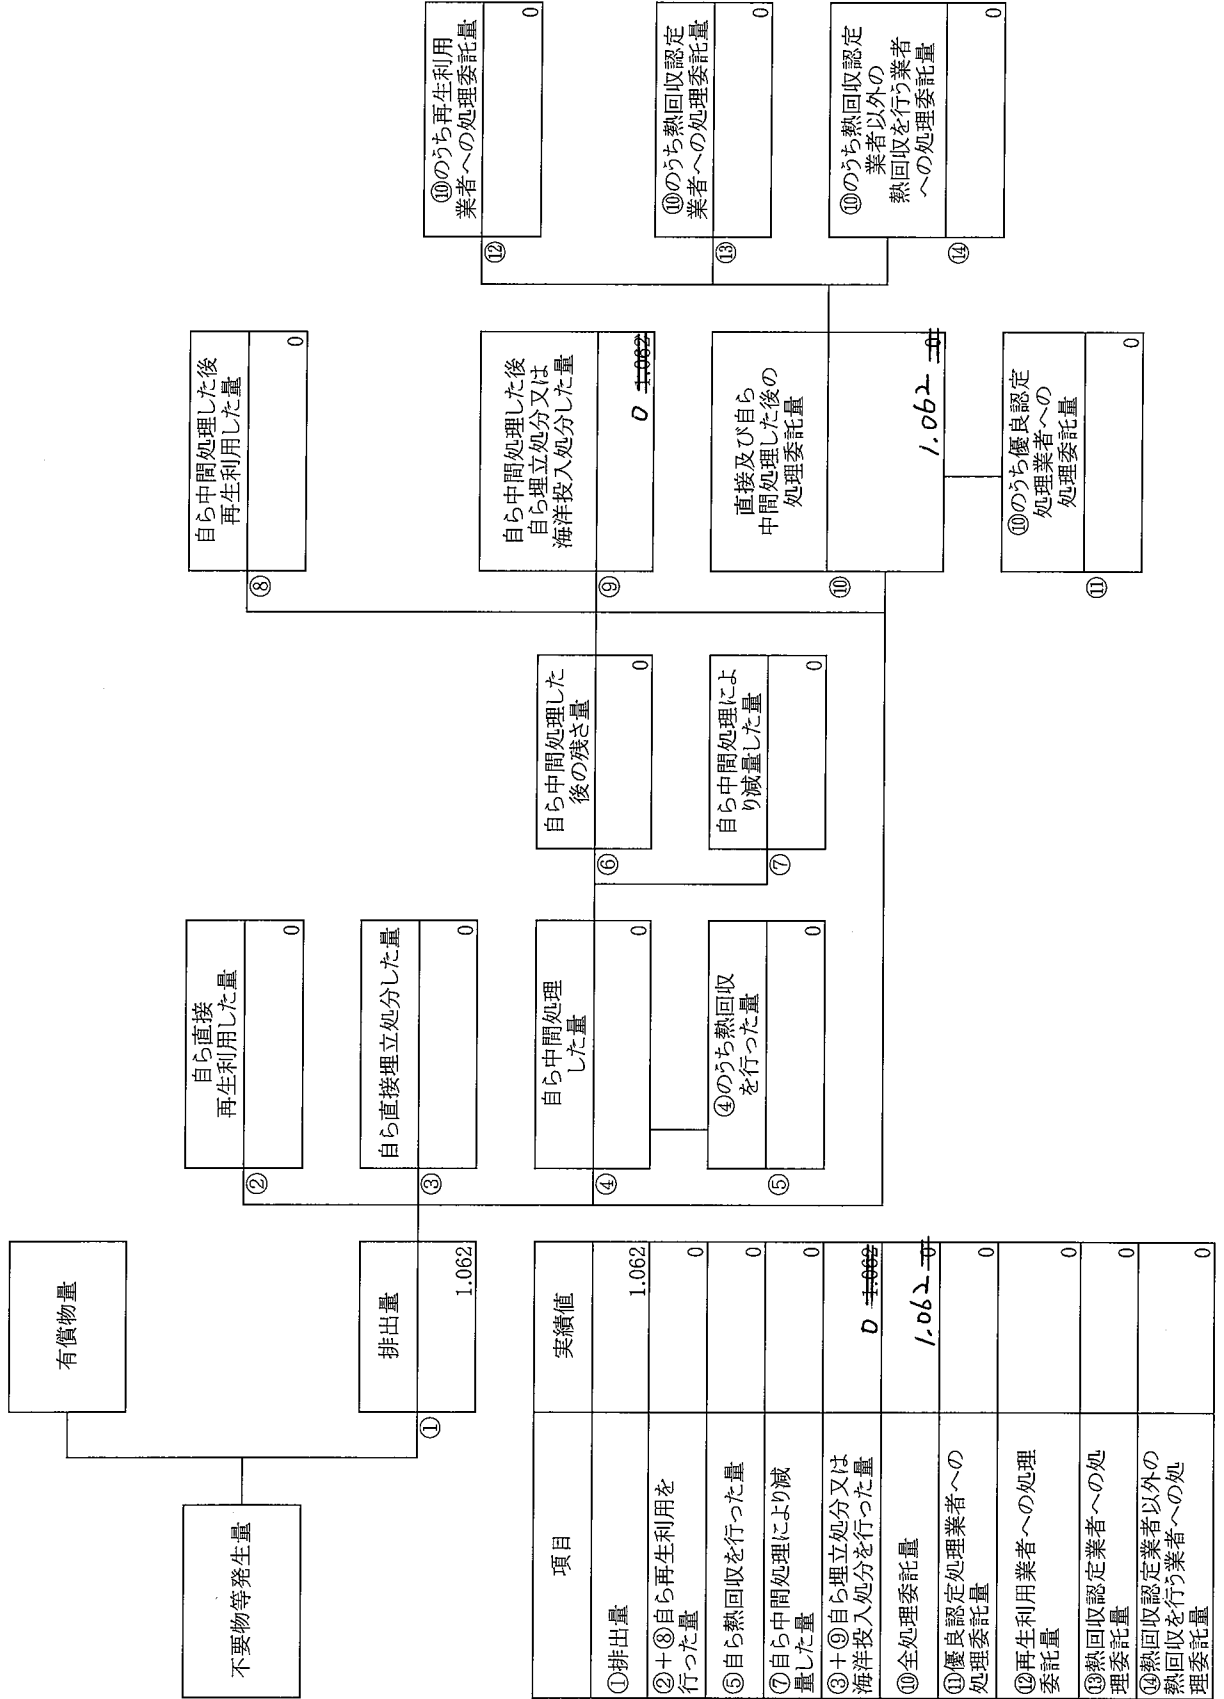 不要物等発生量
有償物量
①
排出量
1.062
②
自ら直接
再生利用した量
0
③
自ら直接埋立処分した量
0
④
自ら中間処理
した量
0
⑤
④のうち熱回収
を行った量
0
⑥
自ら中間処理した
後の残さ量
0
⑦
自ら中間処理によ
り減量した量
0
⑧
自ら中間処理した後
再生利用した量
0
⑨
自ら中間処理した後
自ら埋立処分又は
海洋投入処分した量
0 1.062
⑩
直接及び自ら
中間処理した後の
処理委託量
1.062 0
⑪
⑩のうち優良認定
処理業者への
処理委託量
0
⑫
⑩のうち再生利用
業者への処理委託量
0
⑬
⑩のうち熱回収認定
業者への処理委託量
0
⑭
⑩のうち熱回収認定
業者以外の
熱回収を行う業者
への処理委託量
0
項目 実績値
①排出量 1.062
②+⑧自ら再生利用を
行った量 0
⑤自ら熱回収を行った量 0
⑦自ら中間処理により減
量した量 0
③+⑨自ら埋立処分又は
海洋投入処分を行った量 0 1.062
⑩全処理委託量 1.062 0
⑪優良認定処理業者への
処理委託量 0
⑫再生利用業者への処理
委託量 0
⑬熱回収認定業者への処
理委託量 0
⑭熱回収認定業者以外の
熱回収を行う業者への処
理委託量 0